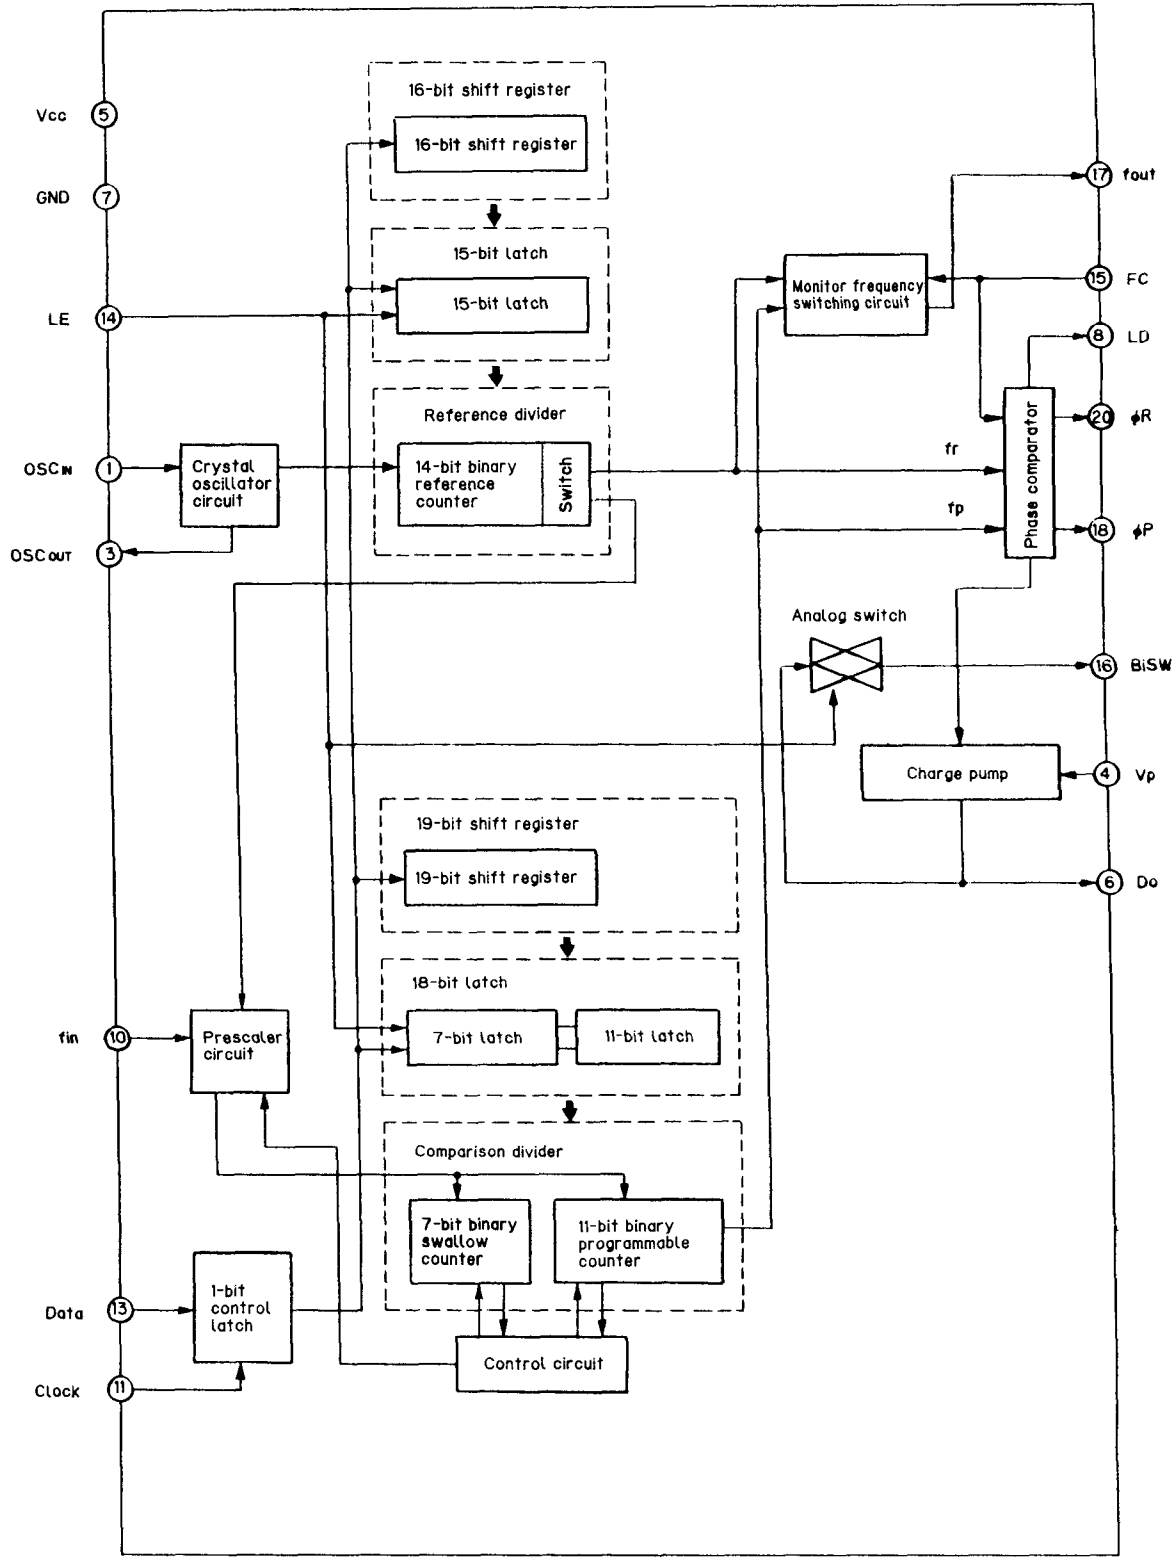 16-bit shift register
16-bit shift register
Vcc
5
GND
7
17
fout
15-bit latch
15-bit latch
Monitor frequency
switching circuit
15
FC
LE
14
8
LD
Reference divider
20
ϕR
OSCIN
1
Crystal
oscillator
circuit
14-bit binary
reference
counter
Switch
fr
fp
Phase comparator
18
ϕP
OSCOUT
3
Analog switch
16
BiSW
Charge pump
4
Vp
19-bit shift register
19-bit shift register
6
Do
18-bit latch
fin
10
Prescaler
circuit
7-bit latch
11-bit latch
Comparison divider
7-bit binary
swallow
counter
11-bit binary
programmable
counter
Data
13
1-bit
control
latch
Control circuit
Clock
11